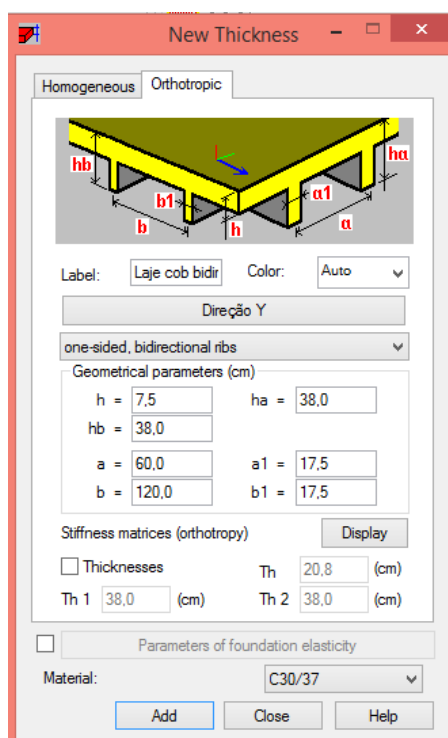 New Thickness
Homogeneous Orthotropic
hb ha
b1 a1
b h a
Label: Laje cob bidir Color: Auto
Direção Y
one-sided, bidirectional ribs
Geometrical parameters (cm)
h = 7,5 ha = 38,0
hb = 38,0
a = 60,0 a1 = 17,5
b = 120,0 b1 = 17,5
Stiffness matrices (orthotropy) Display
Thicknesses Th 20,8 (cm)
Th 1 38,0 (cm) Th 2 38,0 (cm)
Parameters of foundation elasticity
Material: C30/37
Add Close Help